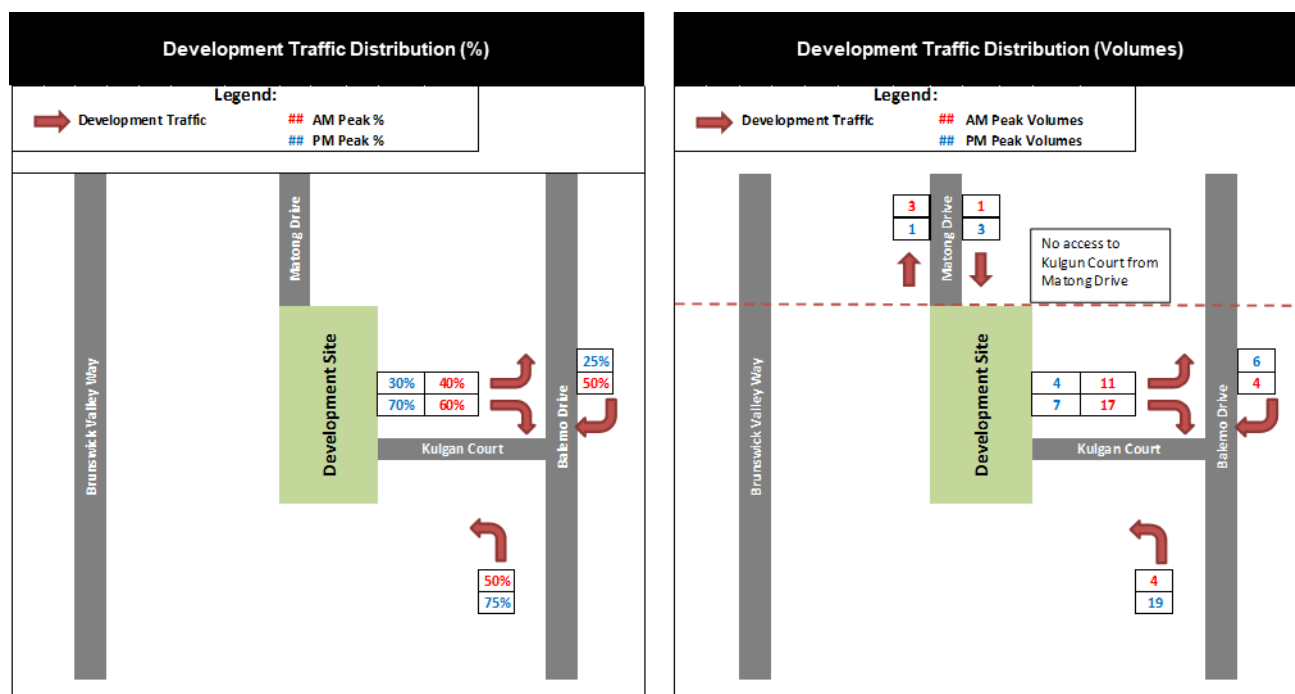 Development Traffic Distribution (%)
Legend:
Development Traffic
## AM Peak %
## PM Peak %
Brunswick Valley Way
Matong Drive
Balemo Drive
Development Site
30% 40%
70% 60%
25%
50%
Kulgan Court
50%
75%
Development Traffic Distribution (Volumes)
Legend:
Development Traffic
## AM Peak Volumes
## PM Peak Volumes
Brunswick Valley Way
Matong Drive
3
1
1
3
No access to
Kulgun Court from
Matong Drive
Balemo Drive
Development Site
4 11
7 17
6
4
Kulgan Court
4
19